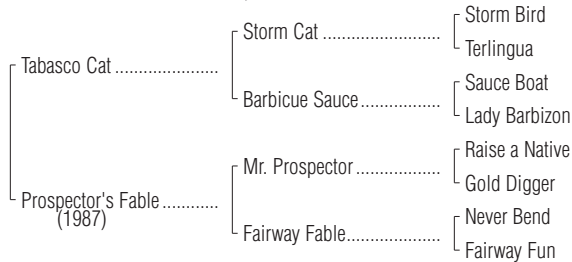 Storm Bird
Storm Cat ........................
Terlingua
Tabasco Cat .....................
Sauce Boat
Barbicue Sauce................
Lady Barbizon
Raise a Native
Mr. Prospector .................
Gold Digger
Prospector's Fable ............
(1987)
Never Bend
Fairway Fable...................
Fairway Fun